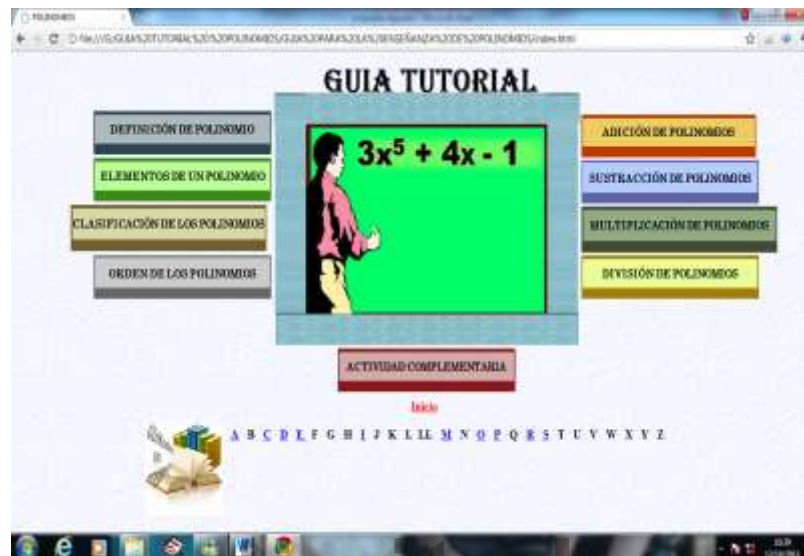 POLINOMIOS
GUIA TUTORIAL
DEFINICIÓN DE POLINOMIO
ELEMENTOS DE UN POLINOMIO
CLASIFICACIÓN DE LOS POLINOMIOS
ORDEN DE LOS POLINOMIOS
3x⁵ + 4x - 1
ADICIÓN DE POLINOMIOS
SUSTRACCIÓN DE POLINOMIOS
MULTIPLICACIÓN DE POLINOMIOS
DIVISIÓN DE POLINOMIOS
ACTIVIDAD COMPLEMENTARIA
Inicio
A B C D E F G H I J K L LL M N O P Q R S T U V W X Y Z